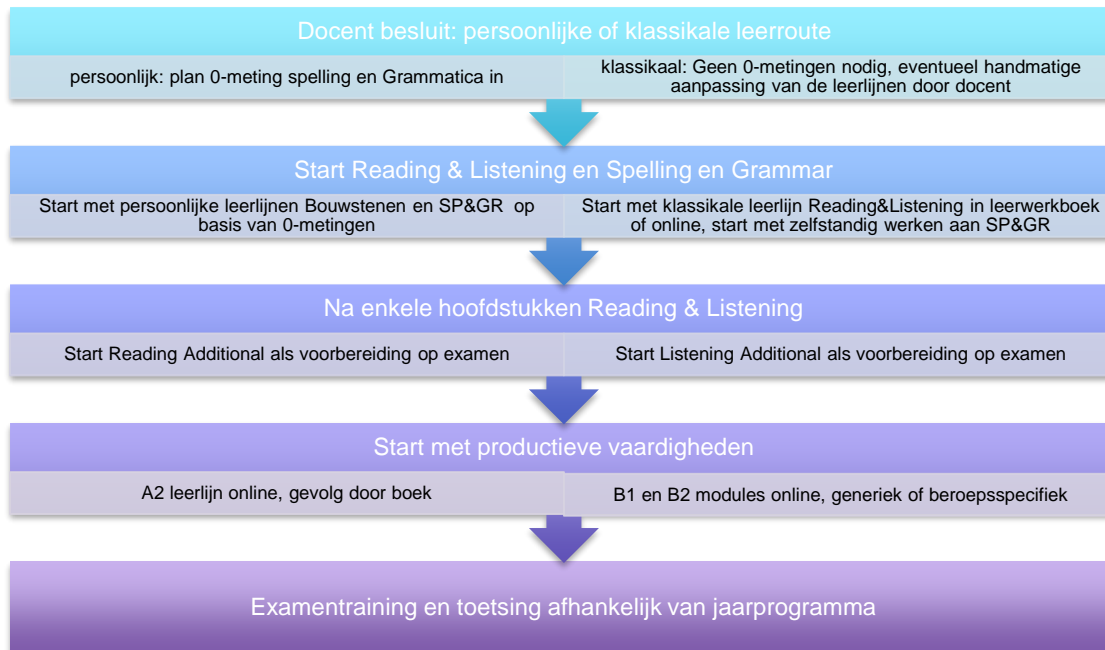 Docent besluit: persoonlijke of klassikale leerroute
persoonlijk: plan 0-meting spelling en Grammatica in
klassikaal: Geen 0-metingen nodig, eventueel handmatige
aanpassing van de leerlijnen door docent
Start Reading & Listening en Spelling en Grammar
Start met persoonlijke leerlijnen Bouwstenen en SP&GR op
basis van 0-metingen
Start met klassikale leerlijn Reading&Listening in leerwerkboek
of online, start met zelfstandig werken aan SP&GR
Na enkele hoofdstukken Reading & Listening
Start Reading Additional als voorbereiding op examen
Start Listening Additional als voorbereiding op examen
Start met productieve vaardigheden
A2 leerlijn online, gevolg door boek
B1 en B2 modules online, generiek of beroepsspecifiek
Examentraining en toetsing afhankelijk van jaarprogramma